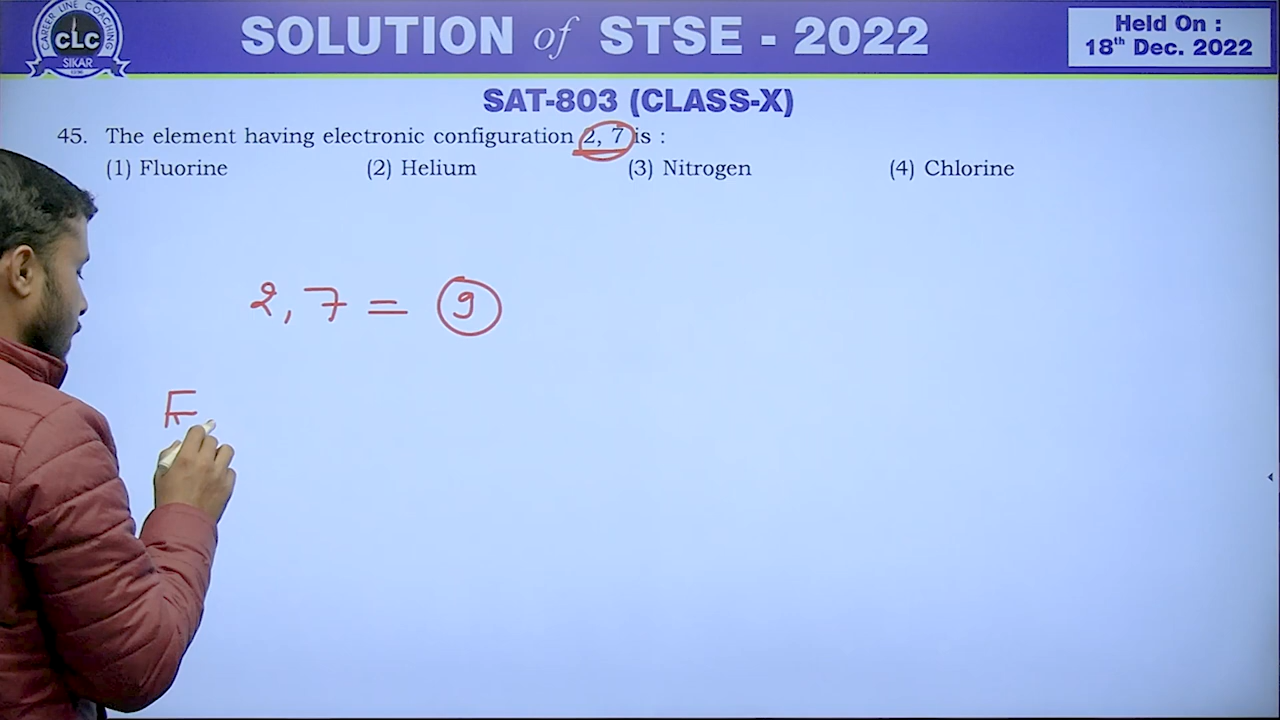 CAREER LINE COACHING
CLC
SIKAR
SOLUTION of STSE - 2022
Held On :
18th Dec. 2022
SAT-803 (CLASS-X)
45. The element having electronic configuration 2, 7 is :
(1) Fluorine (2) Helium (3) Nitrogen (4) Chlorine
2, 7 = 9
F